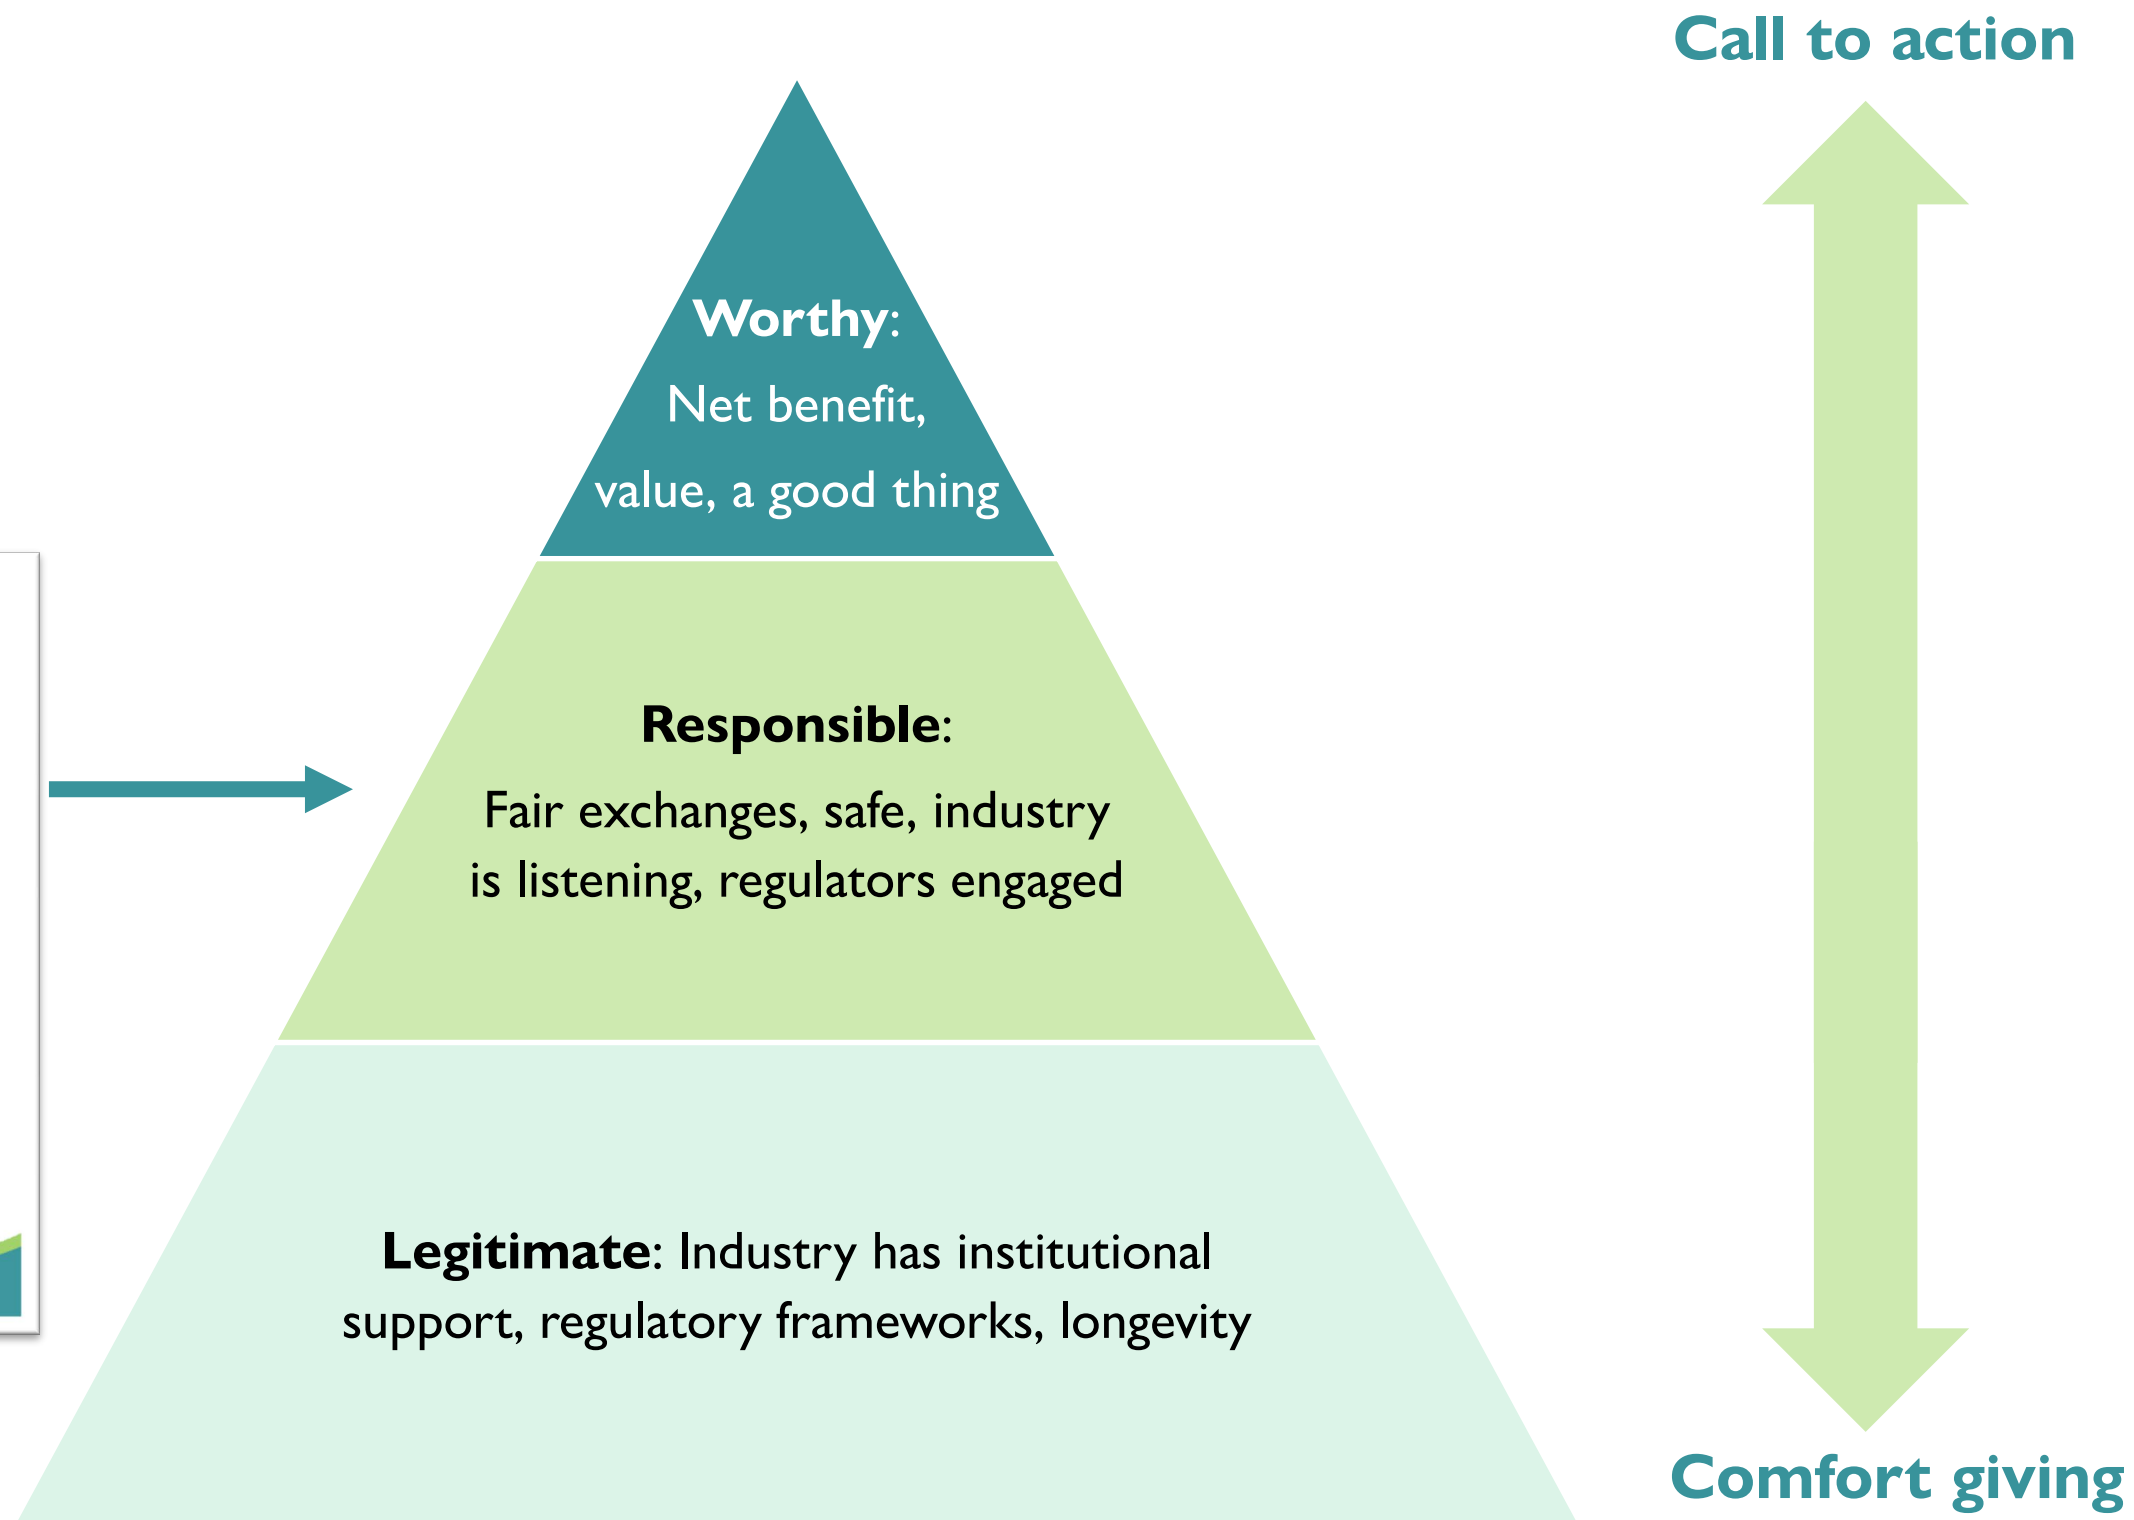 Call to action
Worthy:
Net benefit,
value, a good thing
Responsible:
Fair exchanges, safe, industry
is listening, regulators engaged
Legitimate: Industry has institutional
support, regulatory frameworks, longevity
Comfort giving